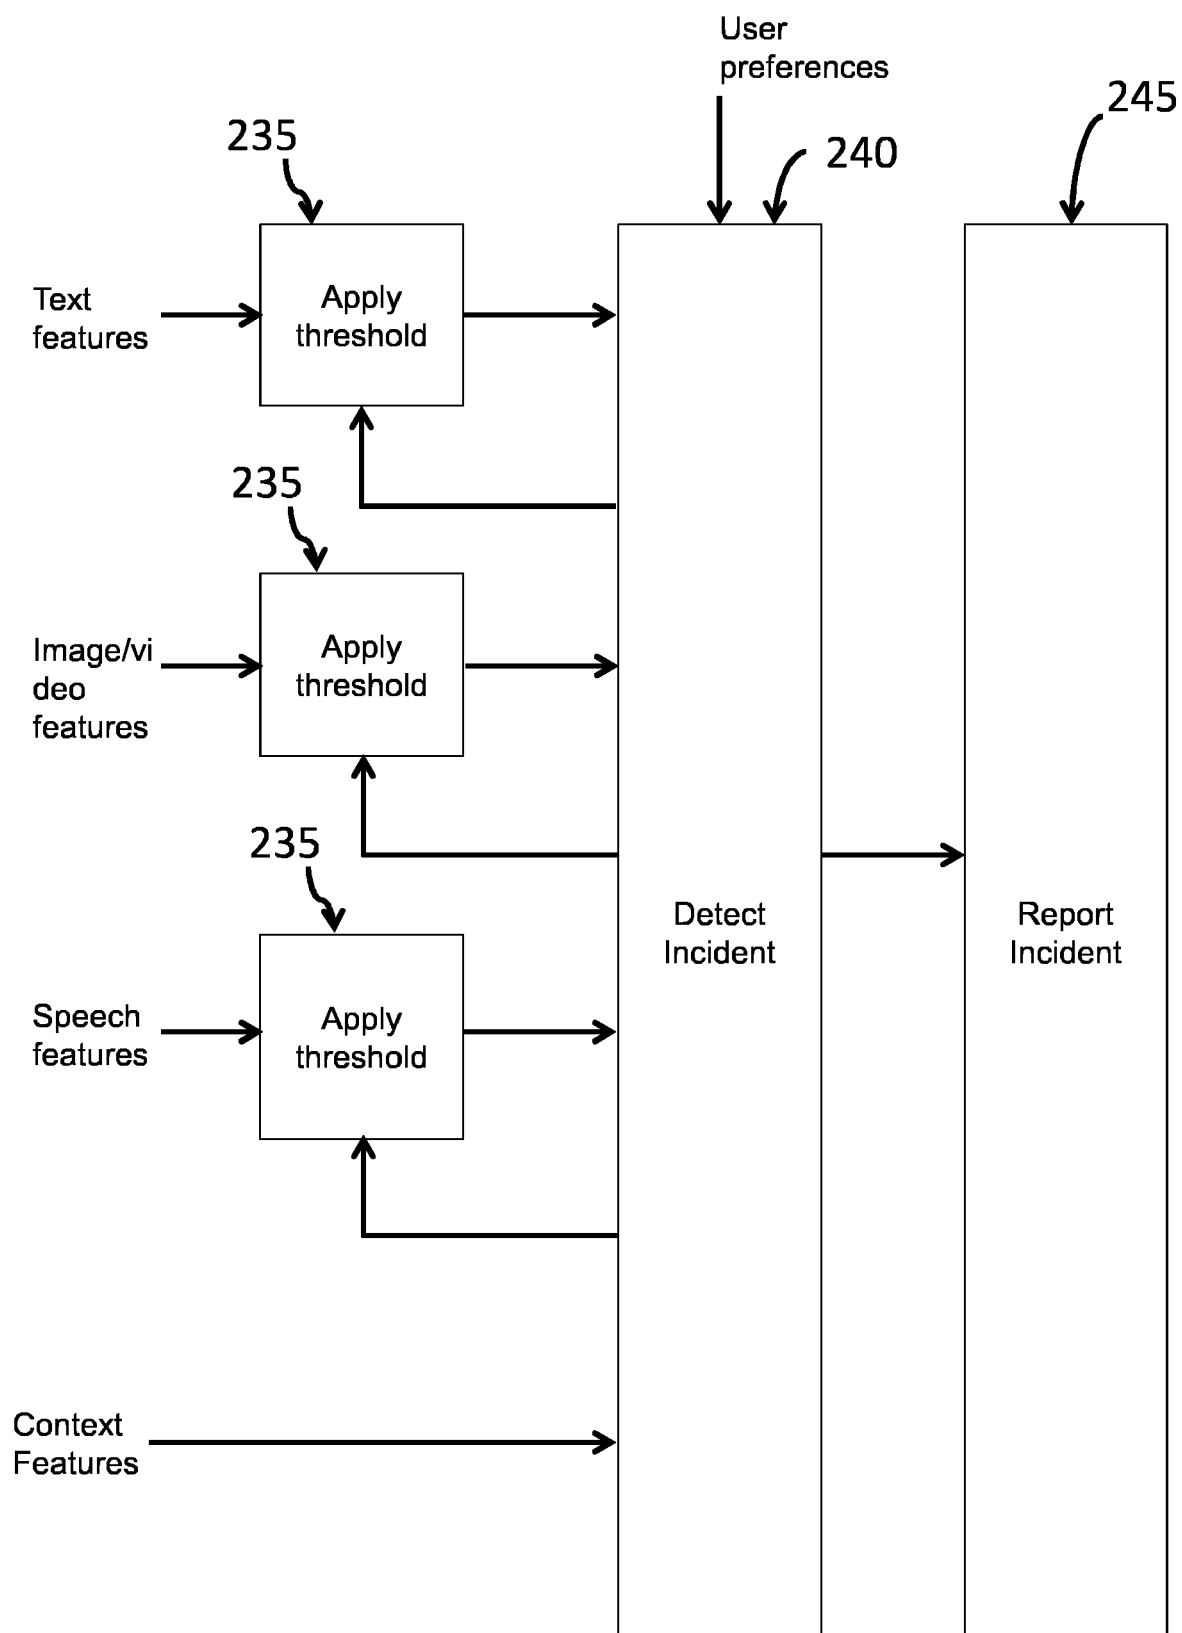 User
preferences
245
235
240
Text
features
Apply
threshold
235
Image/vi
deo
features
Apply
threshold
235
Detect
Incident
Report
Incident
Speech
features
Apply
threshold
Context
Features